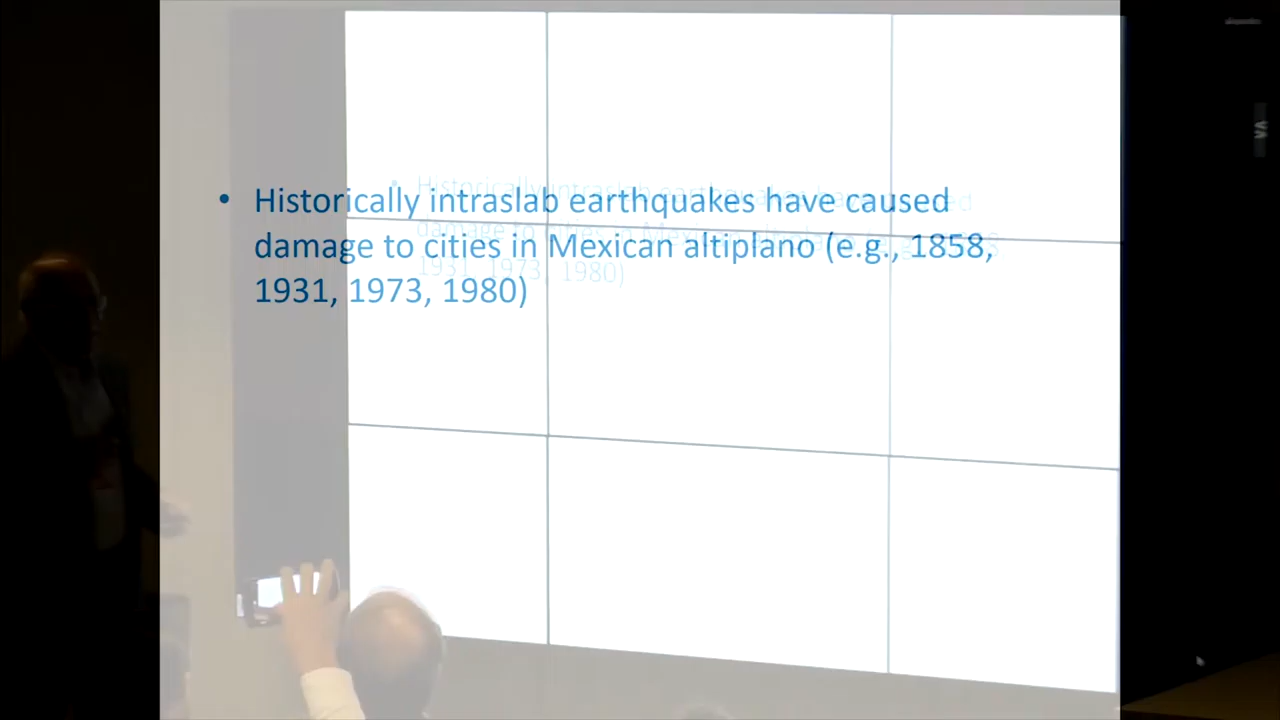 • Historically intraslab earthquakes have caused
damage to cities in Mexican altiplano (e.g., 1858,
1931, 1973, 1980)